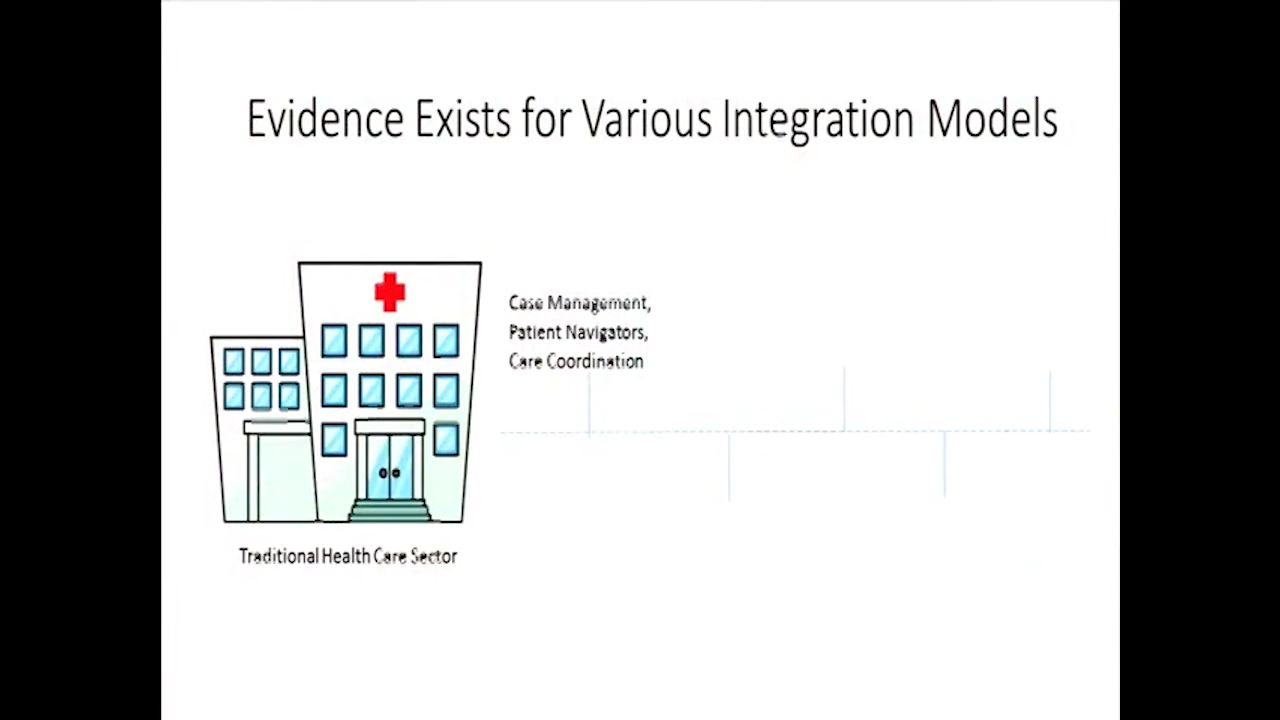 Evidence Exists for Various Integration Models
Case Management,
Patient Navigators,
Care Coordination
Traditional Health Care Sector